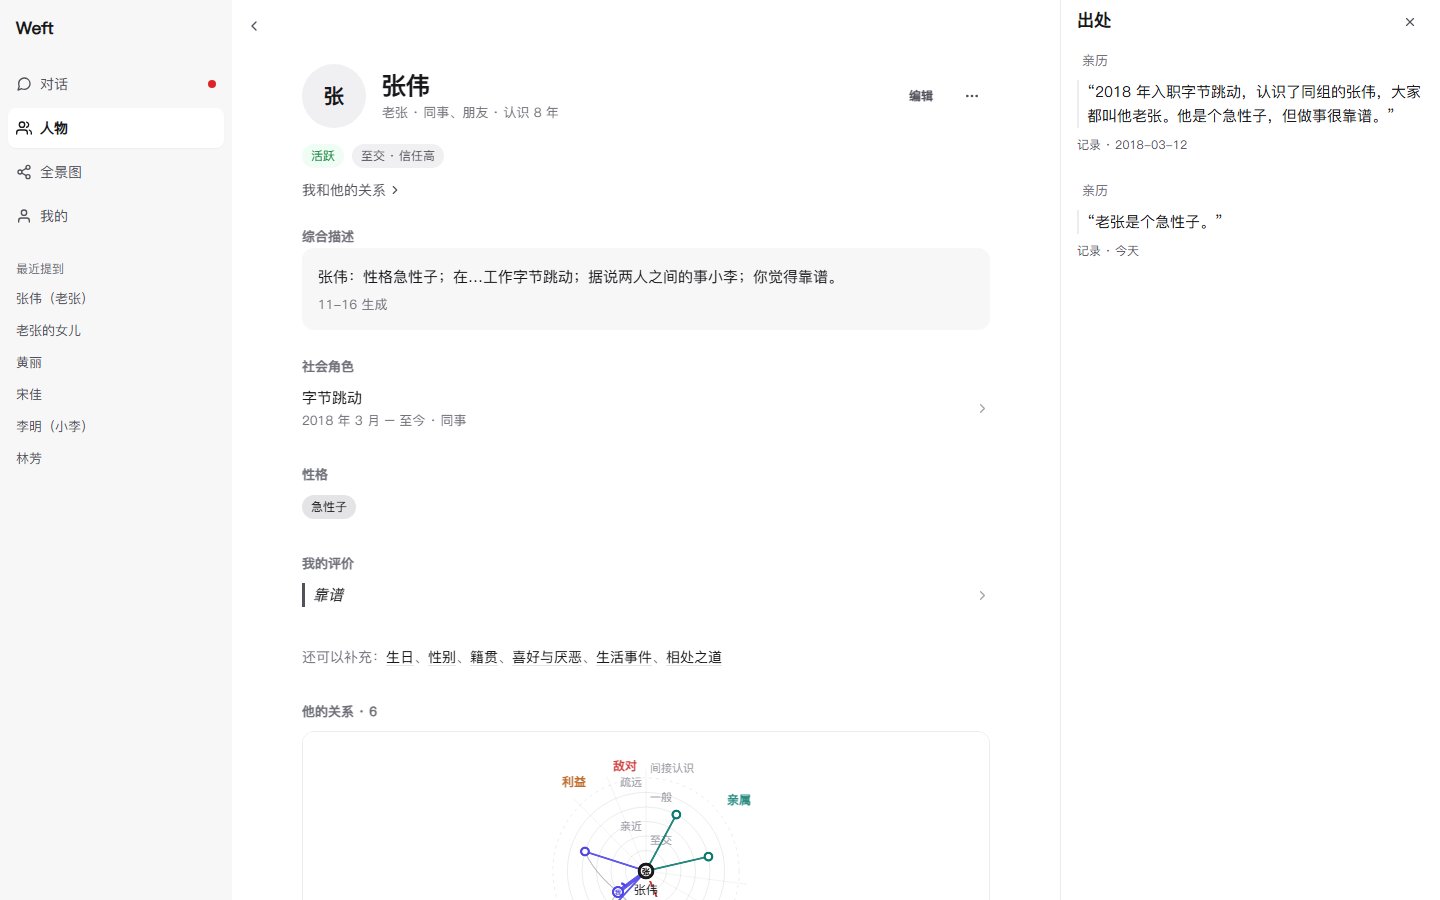 Weft
对话
人物
全景图
我的
最近提到
张伟（老张）
老张的女儿
黄丽
宋佳
李明（小李）
林芳
张
张伟
老张 · 同事、朋友 · 认识 8 年
编辑
活跃
至交 · 信任高
我和他的关系
综合描述
张伟：性格急性子；在…工作字节跳动；据说两人之间的事小李；你觉得靠谱。
11-16 生成
社会角色
字节跳动
2018 年 3 月 — 至今 · 同事
性格
急性子
我的评价
靠谱
还可以补充：生日、性别、籍贯、喜好与厌恶、生活事件、相处之道
他的关系 · 6
敌对
间接认识
利益
疏远
一般
亲属
亲近
至交
张
张伟
出处
亲历
“2018 年入职字节跳动，认识了同组的张伟，大家
都叫他老张。他是个急性子，但做事很靠谱。”
记录 · 2018-03-12
亲历
“老张是个急性子。”
记录 · 今天